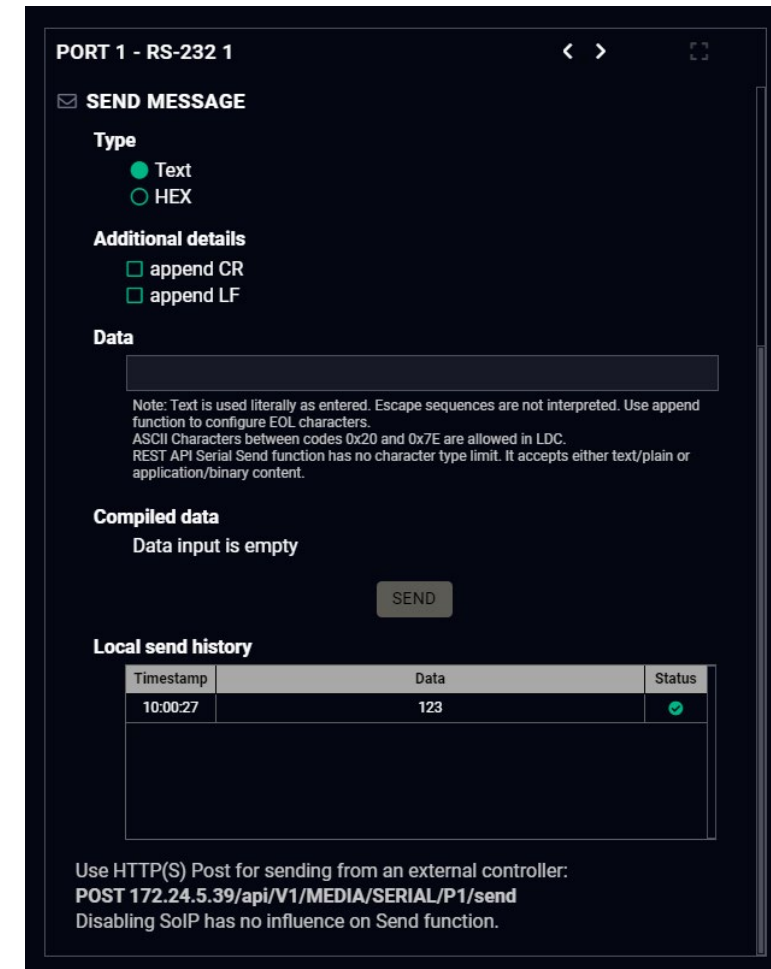 PORT 1 - RS-232 1
SEND MESSAGE
Type
Text
HEX
Additional details
append CR
append LF
Data
Note: Text is used literally as entered. Escape sequences are not interpreted. Use append
function to configure EOL characters.
ASCII Characters between codes 0x20 and 0x7E are allowed in LDC.
REST API Serial Send function has no character type limit. It accepts either text/plain or
application/binary content.
Compiled data
Data input is empty
SEND
Local send history
Timestamp Data Status
10:00:27 123
Use HTTP(S) Post for sending from an external controller:
POST 172.24.5.39/api/V1/MEDIA/SERIAL/P1/send
Disabling SoIP has no influence on Send function.